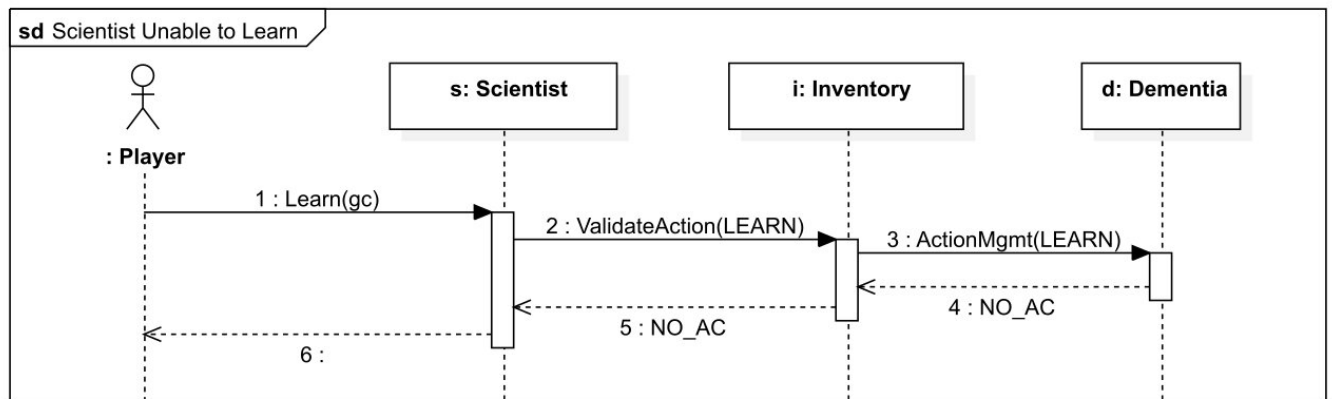 sd Scientist Unable to Learn
s: Scientist
i: Inventory
d: Dementia
: Player
1 : Learn(gc)
2 : ValidateAction(LEARN)
3 : ActionMgmt(LEARN)
4 : NO_AC
5 : NO_AC
6 :